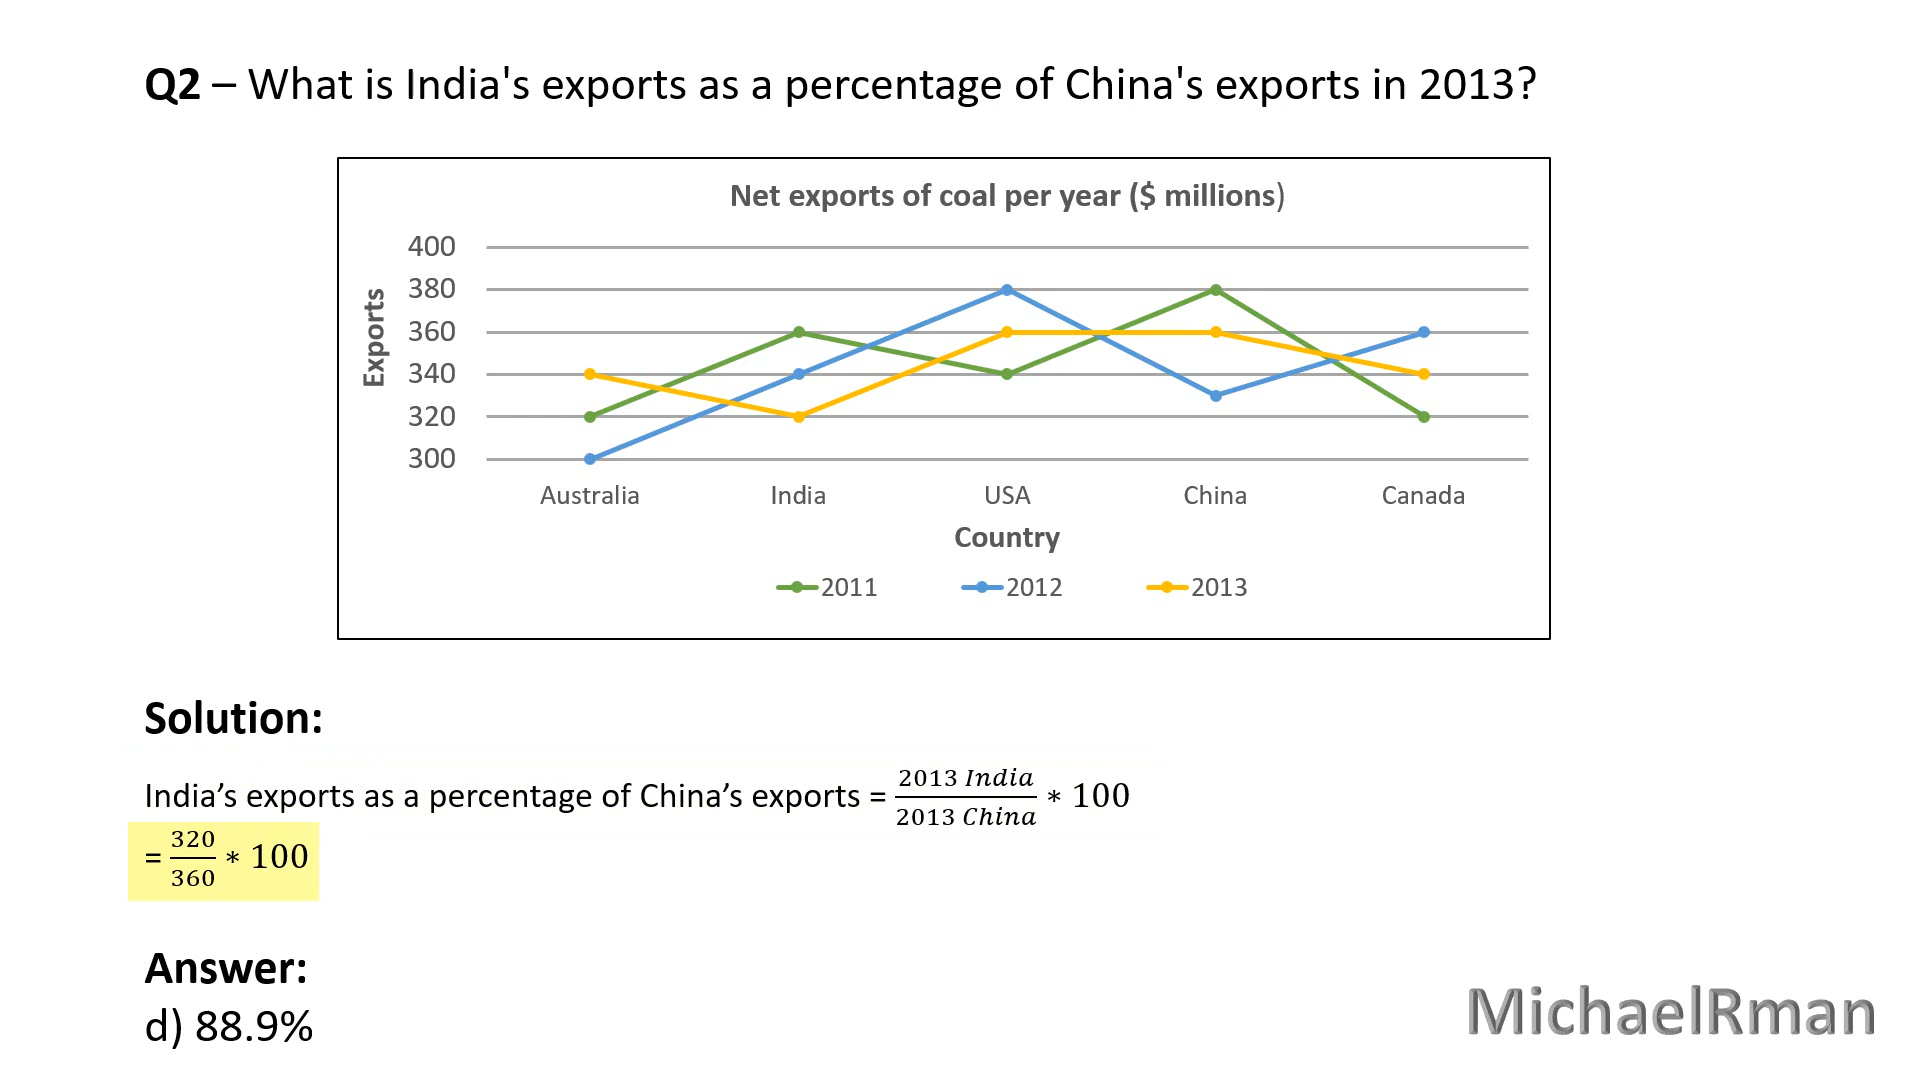 Q2 – What is India's exports as a percentage of China's exports in 2013?
Net exports of coal per year ($ millions)
Exports
400
380
360
340
320
300
Australia India USA China Canada
Country
2011 2012 2013
Solution:
India’s exports as a percentage of China’s exports = 2013 India / 2013 China * 100
= 320 / 360 * 100
Answer:
d) 88.9%
MichaelRman